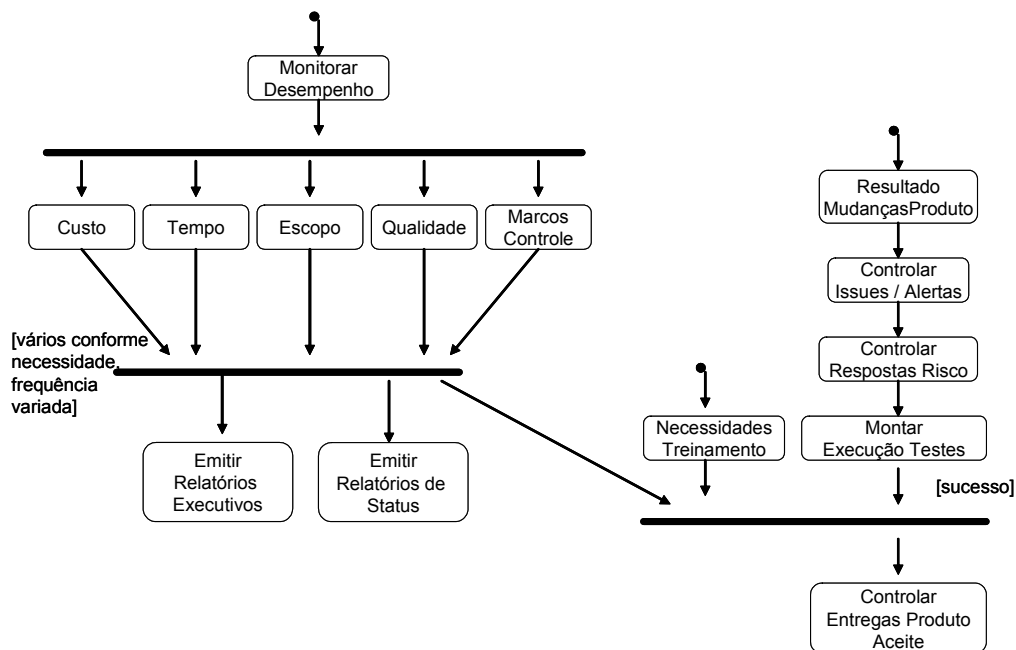 Monitorar
Desempenho
Custo
Tempo
Escopo
Qualidade
Marcos
Controle
[vários conforme
necessidade,
frequência
variada]
Emitir
Relatórios
Executivos
Emitir
Relatórios de
Status
Necessidades
Treinamento
Resultado
MudançasProduto
Controlar
Issues / Alertas
Controlar
Respostas Risco
Montar
Execução Testes
[sucesso]
Controlar
Entregas Produto
Aceite